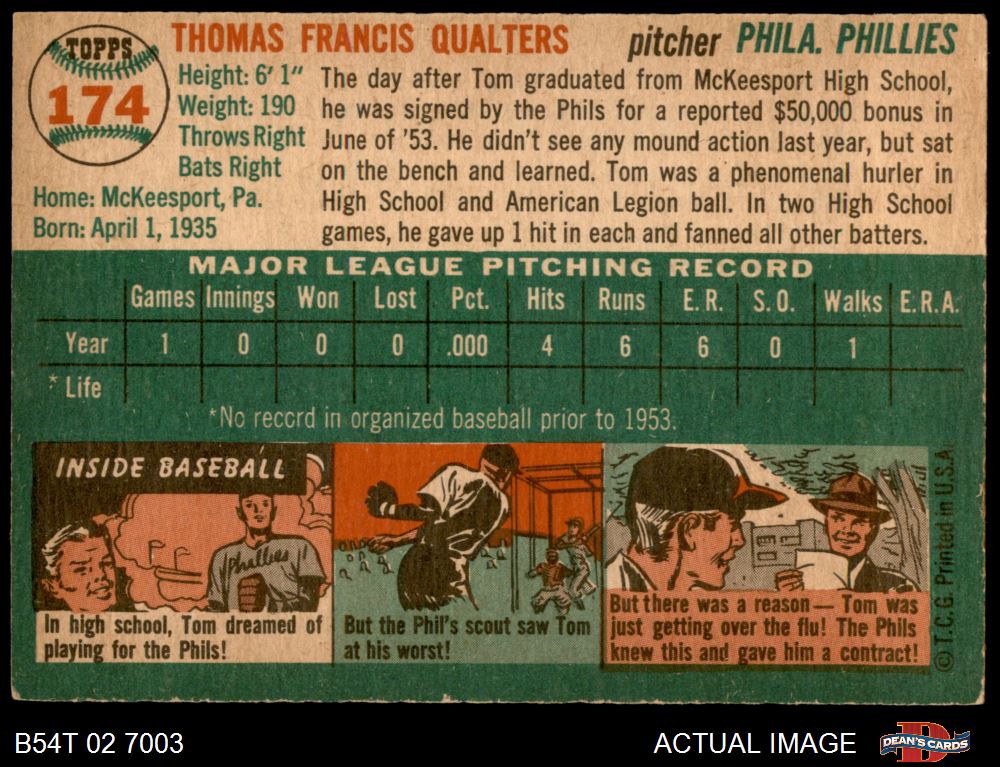 TOPPS
174
THOMAS FRANCIS QUALTERS pitcher PHILA. PHILLIES
Height: 6' 1"
Weight: 190
Throws Right
Bats Right
Home: McKeesport, Pa.
Born: April 1, 1935
The day after Tom graduated from McKeesport High School,
he was signed by the Phils for a reported $50,000 bonus in
June of '53. He didn't see any mound action last year, but sat
on the bench and learned. Tom was a phenomenal hurler in
High School and American Legion ball. In two High School
games, he gave up 1 hit in each and fanned all other batters.
MAJOR LEAGUE PITCHING RECORD
Games Innings Won Lost Pct. Hits Runs E. R. S. O. Walks E.R.A.
Year 1 0 0 0 .000 4 6 6 0 1
* Life
*No reccrd in organized baseball prior to 1953.
INSIDE BASEBALL
Phillies
In high school, Tom dreamed of
playing for the Phils!
But the Phil's scout saw Tom
at his worst!
But there was a reason — Tom was
just getting over the flu! The Phils
knew this and gave him a contract!
© T.C.G. Printed in U.S.A.
B54T 02 7003
ACTUAL IMAGE
D
DEAN'S CARDS